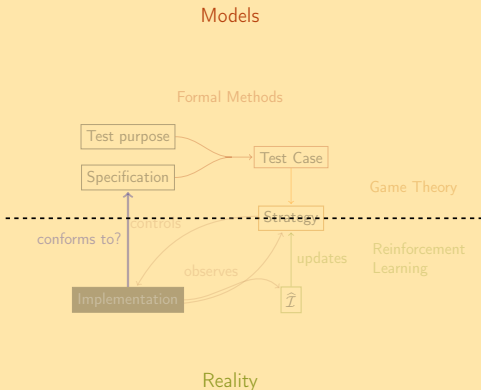 Models
Formal Methods
Test purpose
Test Case
Specification
Game Theory
Strategy
controls
conforms to?
Reinforcement
Learning
updates
observes
Implementation
Î
Reality